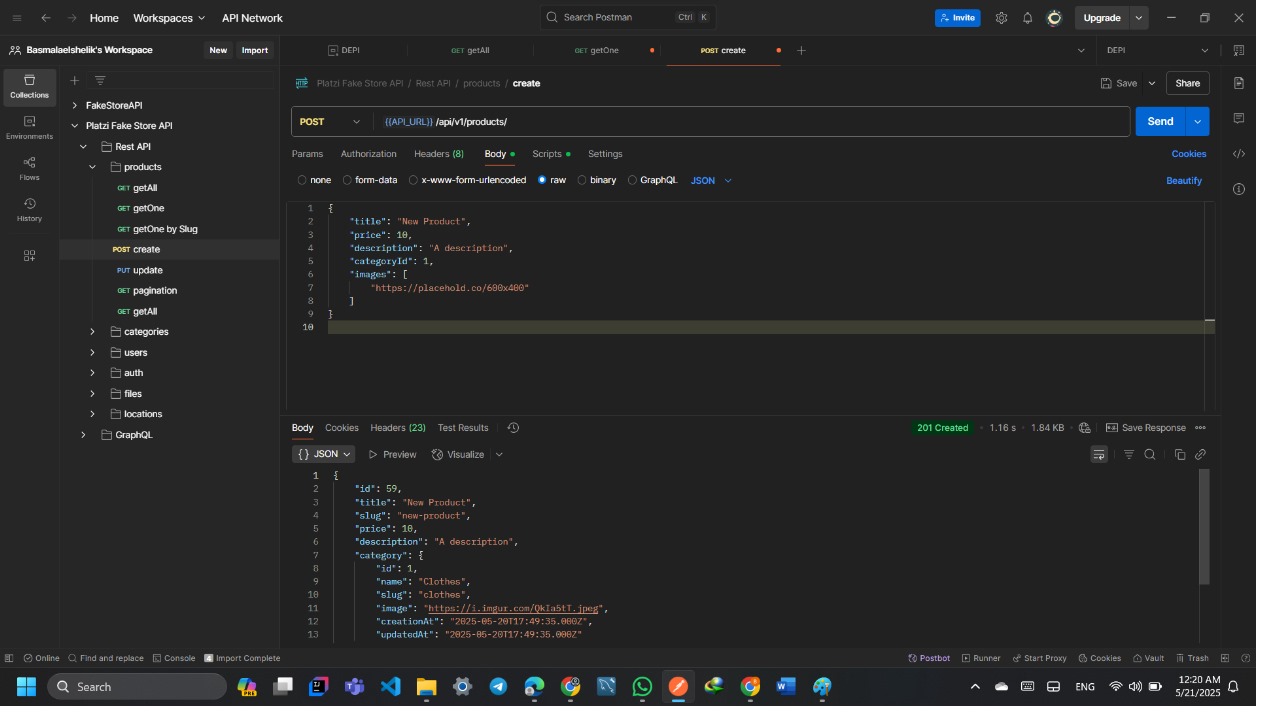 Home Workspaces API Network Search Postman Ctrl K Invite Upgrade
Basmalaelshelik's Workspace New Import DEPI GET getAll GET getOne POST create DEPI
Collections
Environments
Flows
History
FakeStoreAPI
Platzi Fake Store API
Rest API
products
GET getAll
GET getOne
GET getOne by Slug
POST create
PUT update
GET pagination
GET getAll
categories
users
auth
files
locations
GraphQL
HTTP Platzi Fake Store API / Rest API / products / create Save Share
POST {{API_URL}} /api/v1/products/ Send
Params Authorization Headers (8) Body Scripts Settings Cookies
none form-data x-www-form-urlencoded raw binary GraphQL JSON Beautify
1 {
2 "title": "New Product",
3 "price": 10,
4 "description": "A description",
5 "categoryId": 1,
6 "images": [
7 "https://placehold.co/600x400"
8 ]
9 }
10
Body Cookies Headers (23) Test Results 201 Created 1.16 s 1.84 KB Save Response
{} JSON Preview Visualize
1 {
2 "id": 59,
3 "title": "New Product",
4 "slug": "new-product",
5 "price": 10,
6 "description": "A description",
7 "category": {
8 "id": 1,
9 "name": "Clothes",
10 "slug": "clothes",
11 "image": "https://i.imgur.com/QkIa5tT.jpeg",
12 "creationAt": "2025-05-20T17:49:35.000Z",
13 "updatedAt": "2025-05-20T17:49:35.000Z"
Online Find and replace Console 4 Import Complete Postbot Runner Start Proxy Cookies Vault Trash
Search ENG 12:20 AM
5/21/2025